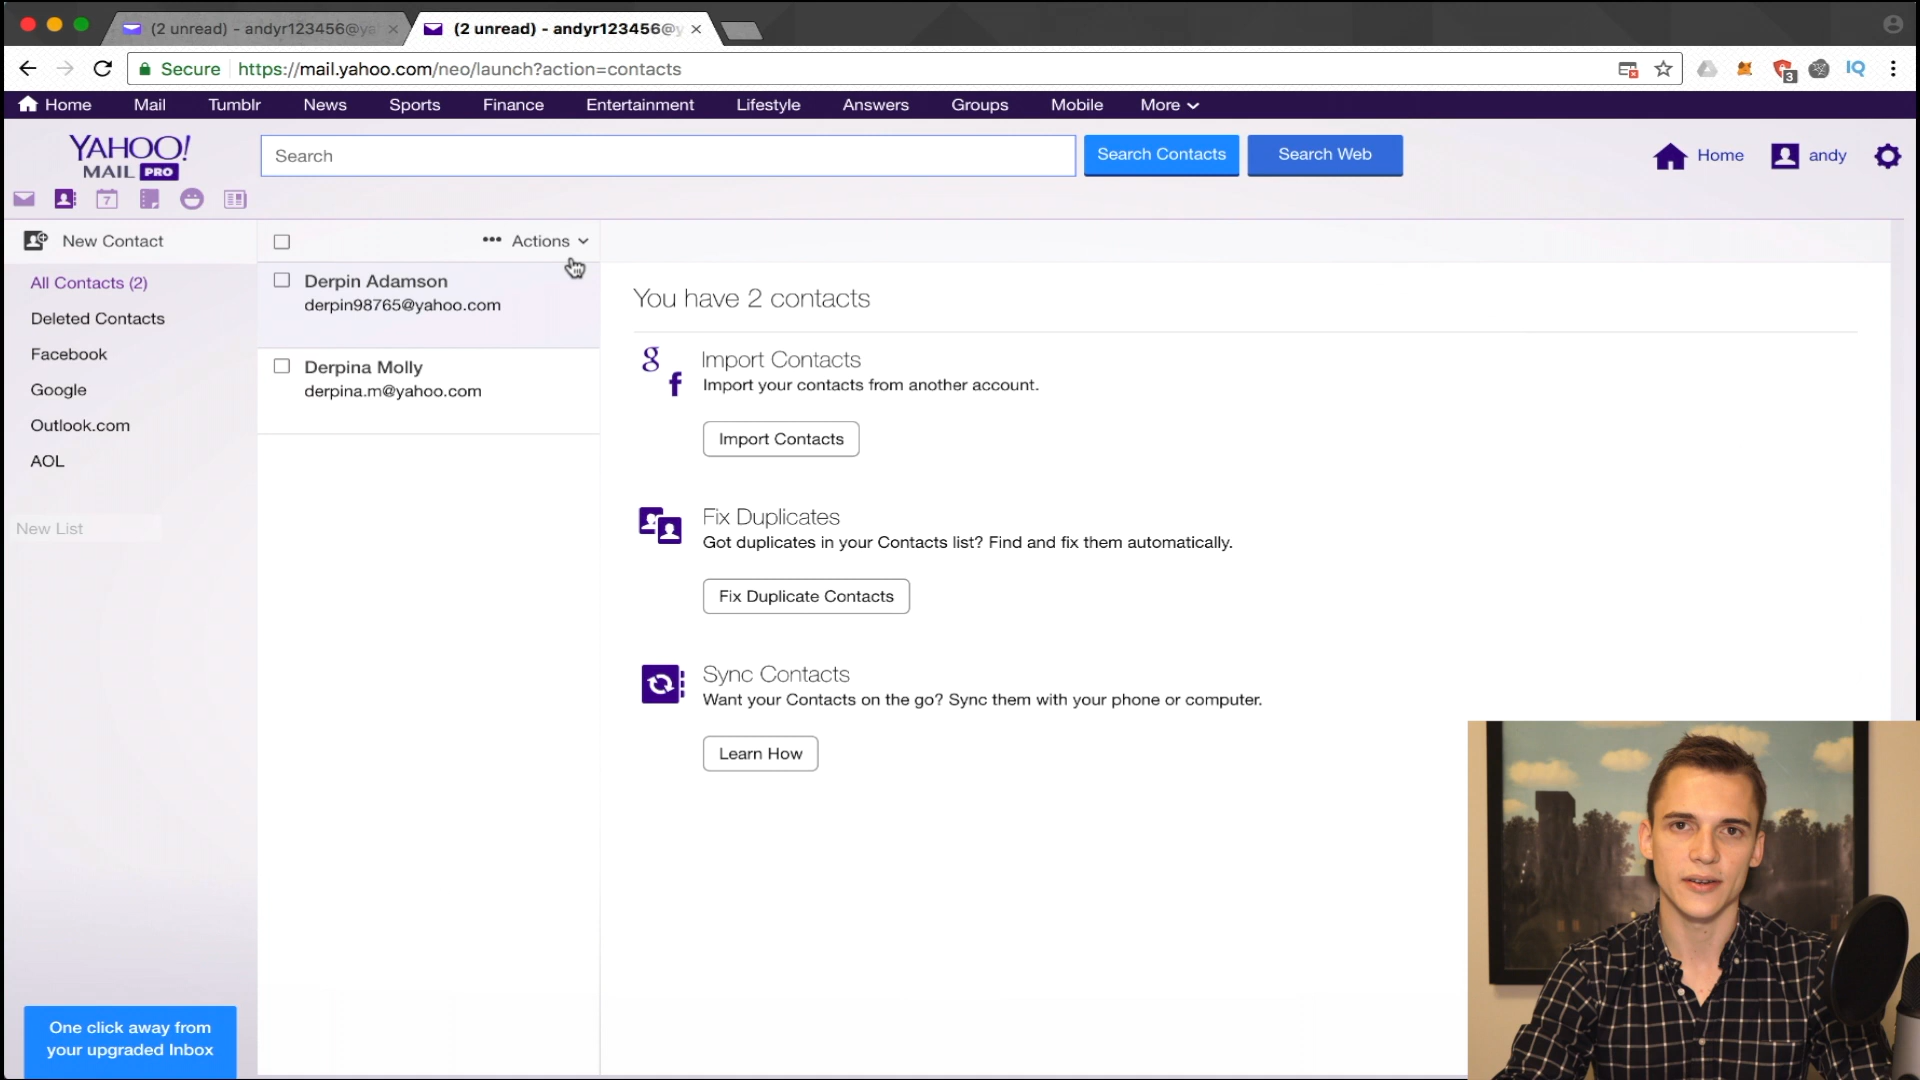 (2 unread) - andyr123456@ya
(2 unread) - andyr123456@y
Secure https://mail.yahoo.com/neo/launch?action=contacts
3
IQ
Home Mail Tumblr News Sports Finance Entertainment Lifestyle Answers Groups Mobile More
YAHOO!
MAIL PRO
Search
Search Contacts
Search Web
Home
andy
7
New Contact
••• Actions
All Contacts (2)
Deleted Contacts
Facebook
Google
Outlook.com
AOL
New List
Derpin Adamson
derpin98765@yahoo.com
Derpina Molly
derpina.m@yahoo.com
You have 2 contacts
g
f
Import Contacts
Import your contacts from another account.
Import Contacts
Fix Duplicates
Got duplicates in your Contacts list? Find and fix them automatically.
Fix Duplicate Contacts
Sync Contacts
Want your Contacts on the go? Sync them with your phone or computer.
Learn How
One click away from
your upgraded Inbox